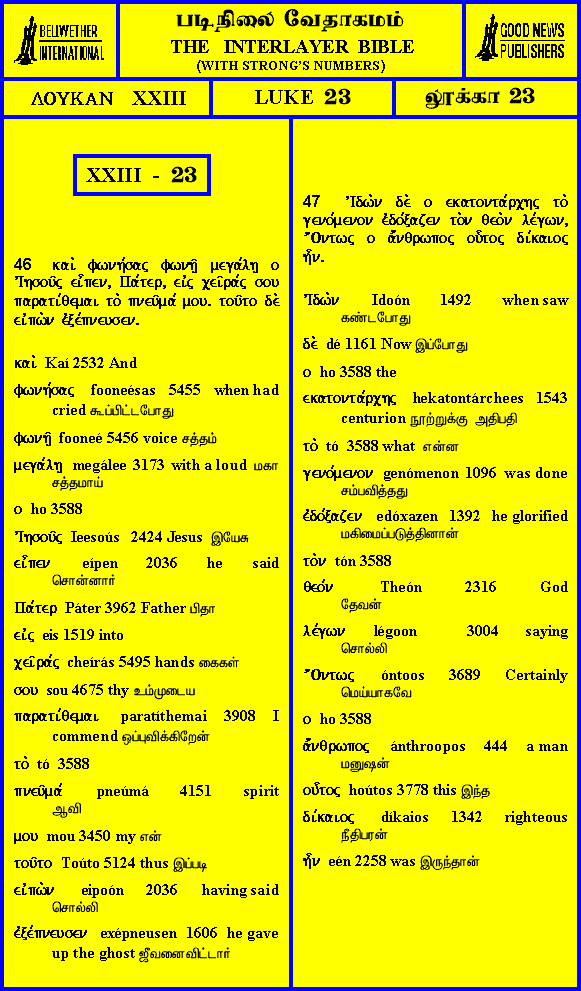 BELLWETHER
INTERNATIONAL
படிநிலை வேதாகமம்
THE INTERLAYER BIBLE
(WITH STRONG'S NUMBERS)
GOOD NEWS
PUBLISHERS
ΛΟΥΚΑΝ XXIII
LUKE 23
லூக்கா 23
XXIII - 23
46 καὶ φωνήσας φωνῇ μεγάλῃ ο
Ἰησοῦς εἶπεν, Πάτερ, εἰς χεῖράς σου
παρατίθεμαι τὸ πνεῦμά μου. τοῦτο δὲ
εἰπὼν ἐξέπνευσεν.
καὶ Kaí 2532 And
φωνήσας fooneésas 5455 when had
cried கூப்பிட்டபோது
φωνῇ fooneé 5456 voice சத்தம்
μεγάλῃ megálee 3173 with a loud மகா
சத்தமாய்
ο ho 3588
Ἰησοῦς Ieesoús 2424 Jesus இயேசு
εἶπεν eípen 2036 he said
சொன்னார்
Πάτερ Páter 3962 Father பிதா
εἰς eis 1519 into
χεῖράς cheírás 5495 hands கைகள்
σου sou 4675 thy உம்முடைய
παρατίθεμαι paratíthemai 3908 I
commend ஒப்புவிக்கிறேன்
τὸ tó 3588
πνεῦμά pneúmá 4151 spirit
ஆவி
μου mou 3450 my என்
τοῦτο Toúto 5124 thus இப்படி
εἰπὼν eipoón 2036 having said
சொல்லி
ἐξέπνευσεν exépneusen 1606 he gave
up the ghost ஜீவனைவிட்டார்
47 Ἰδὼν δὲ ο εκατοντάρχης τὸ
γενόμενον ἐδόξαζεν τὸν θεὸν λέγων,
Ὄντως ο ἄνθρωπος οὗτος δίκαιος
ἦν.
Ἰδὼν Idoón 1492 when saw
கண்டபோது
δὲ dé 1161 Now இப்போது
ο ho 3588 the
εκατοντάρχης hekatontárchees 1543
centurion நூற்றுக்கு அதிபதி
τὸ tó 3588 what என்ன
γενόμενον genómenon 1096 was done
சம்பவித்தது
ἐδόξαζεν edóxazen 1392 he glorified
மகிமைப்படுத்தினான்
τὸν tón 3588
θεόν Theón 2316 God
தேவன்
λέγων légoon 3004 saying
சொல்லி
Ὄντως óntoos 3689 Certainly
மெய்யாகவே
ο ho 3588
ἄνθρωπος ánthroopos 444 a man
மனுஷன்
οὗτος hoútos 3778 this இந்த
δίκαιος díkaios 1342 righteous
நீதிபரன்
ἦν eén 2258 was இருந்தான்